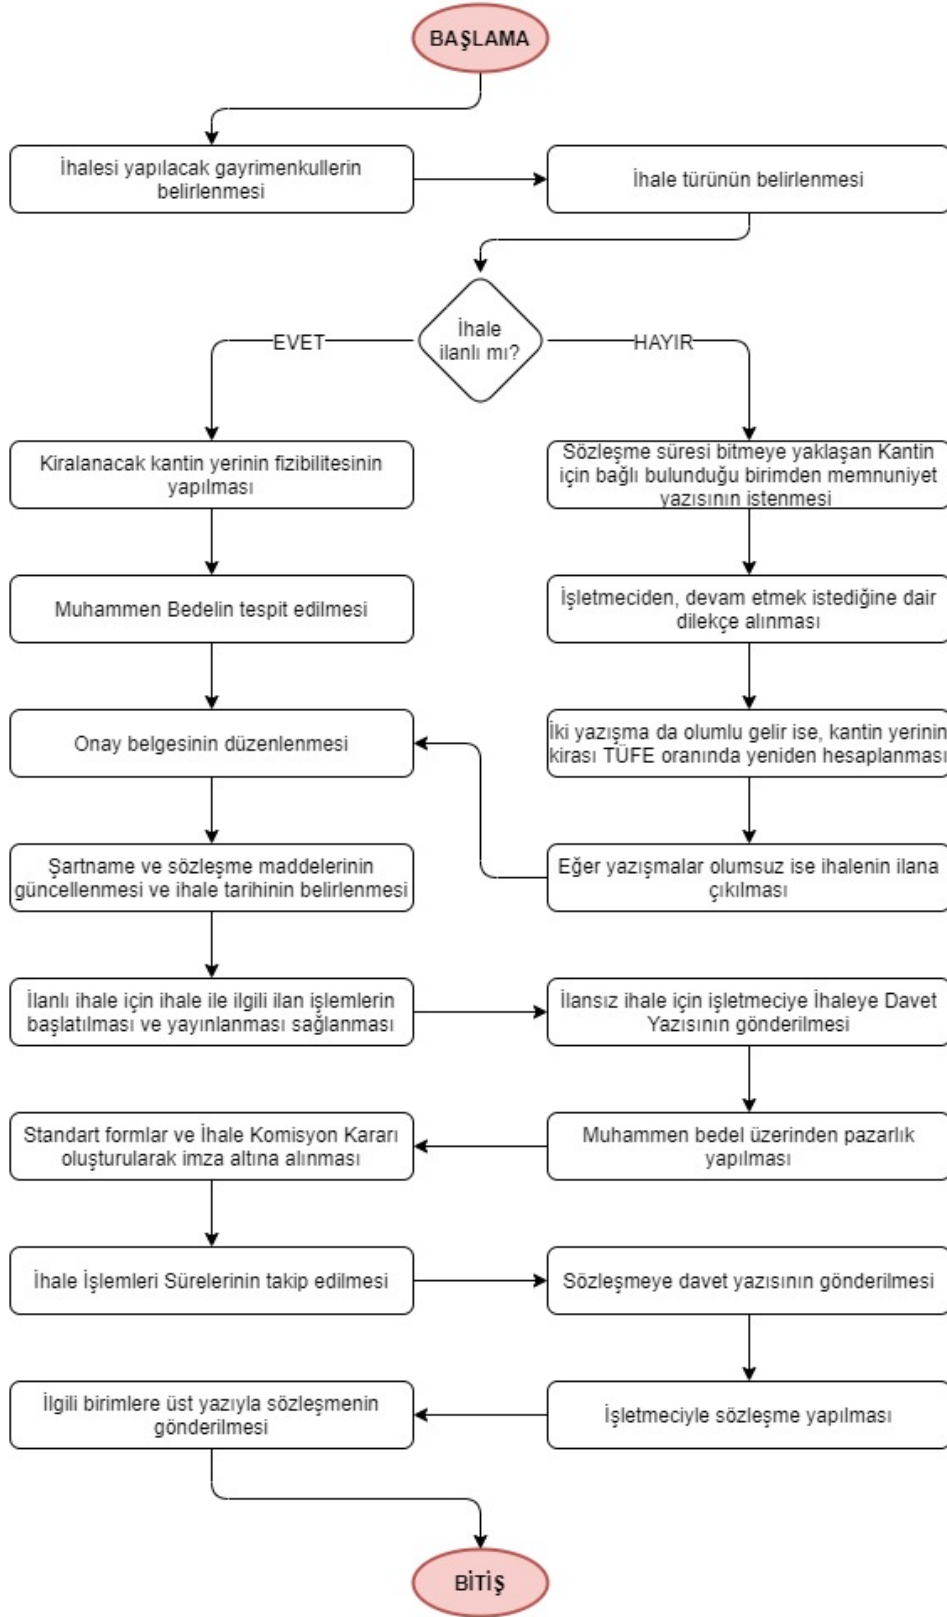 BAŞLAMA
İhalesi yapılacak gayrimenkullerin
belirlenmesi
İhale türünün belirlenmesi
İhale
ilanlı mı?
EVET
HAYIR
Kiralanacak kantin yerinin fizibilitesinin
yapılması
Sözleşme süresi bitmeye yaklaşan Kantin
için bağlı bulunduğu birimden memnuniyet
yazısının istenmesi
Muhammen Bedelin tespit edilmesi
İşletmeciden, devam etmek istediğine dair
dilekçe alınması
Onay belgesinin düzenlenmesi
İki yazışma da olumlu gelir ise, kantin yerinin
kirası TÜFE oranında yeniden hesaplanması
Şartname ve sözleşme maddelerinin
güncellenmesi ve ihale tarihinin belirlenmesi
Eğer yazışmalar olumsuz ise ihalenin ilana
çıkılması
İlanlı ihale için ihale ile ilgili ilan işlemlerin
başlatılması ve yayınlanması sağlanması
İlansız ihale için işletmeciye İhaleye Davet
Yazısının gönderilmesi
Standart formlar ve İhale Komisyon Kararı
oluşturularak imza altına alınması
Muhammen bedel üzerinden pazarlık
yapılması
İhale İşlemleri Sürelerinin takip edilmesi
Sözleşmeye davet yazısının gönderilmesi
İlgili birimlere üst yazıyla sözleşmenin
gönderilmesi
İşletmeciyle sözleşme yapılması
BİTİŞ